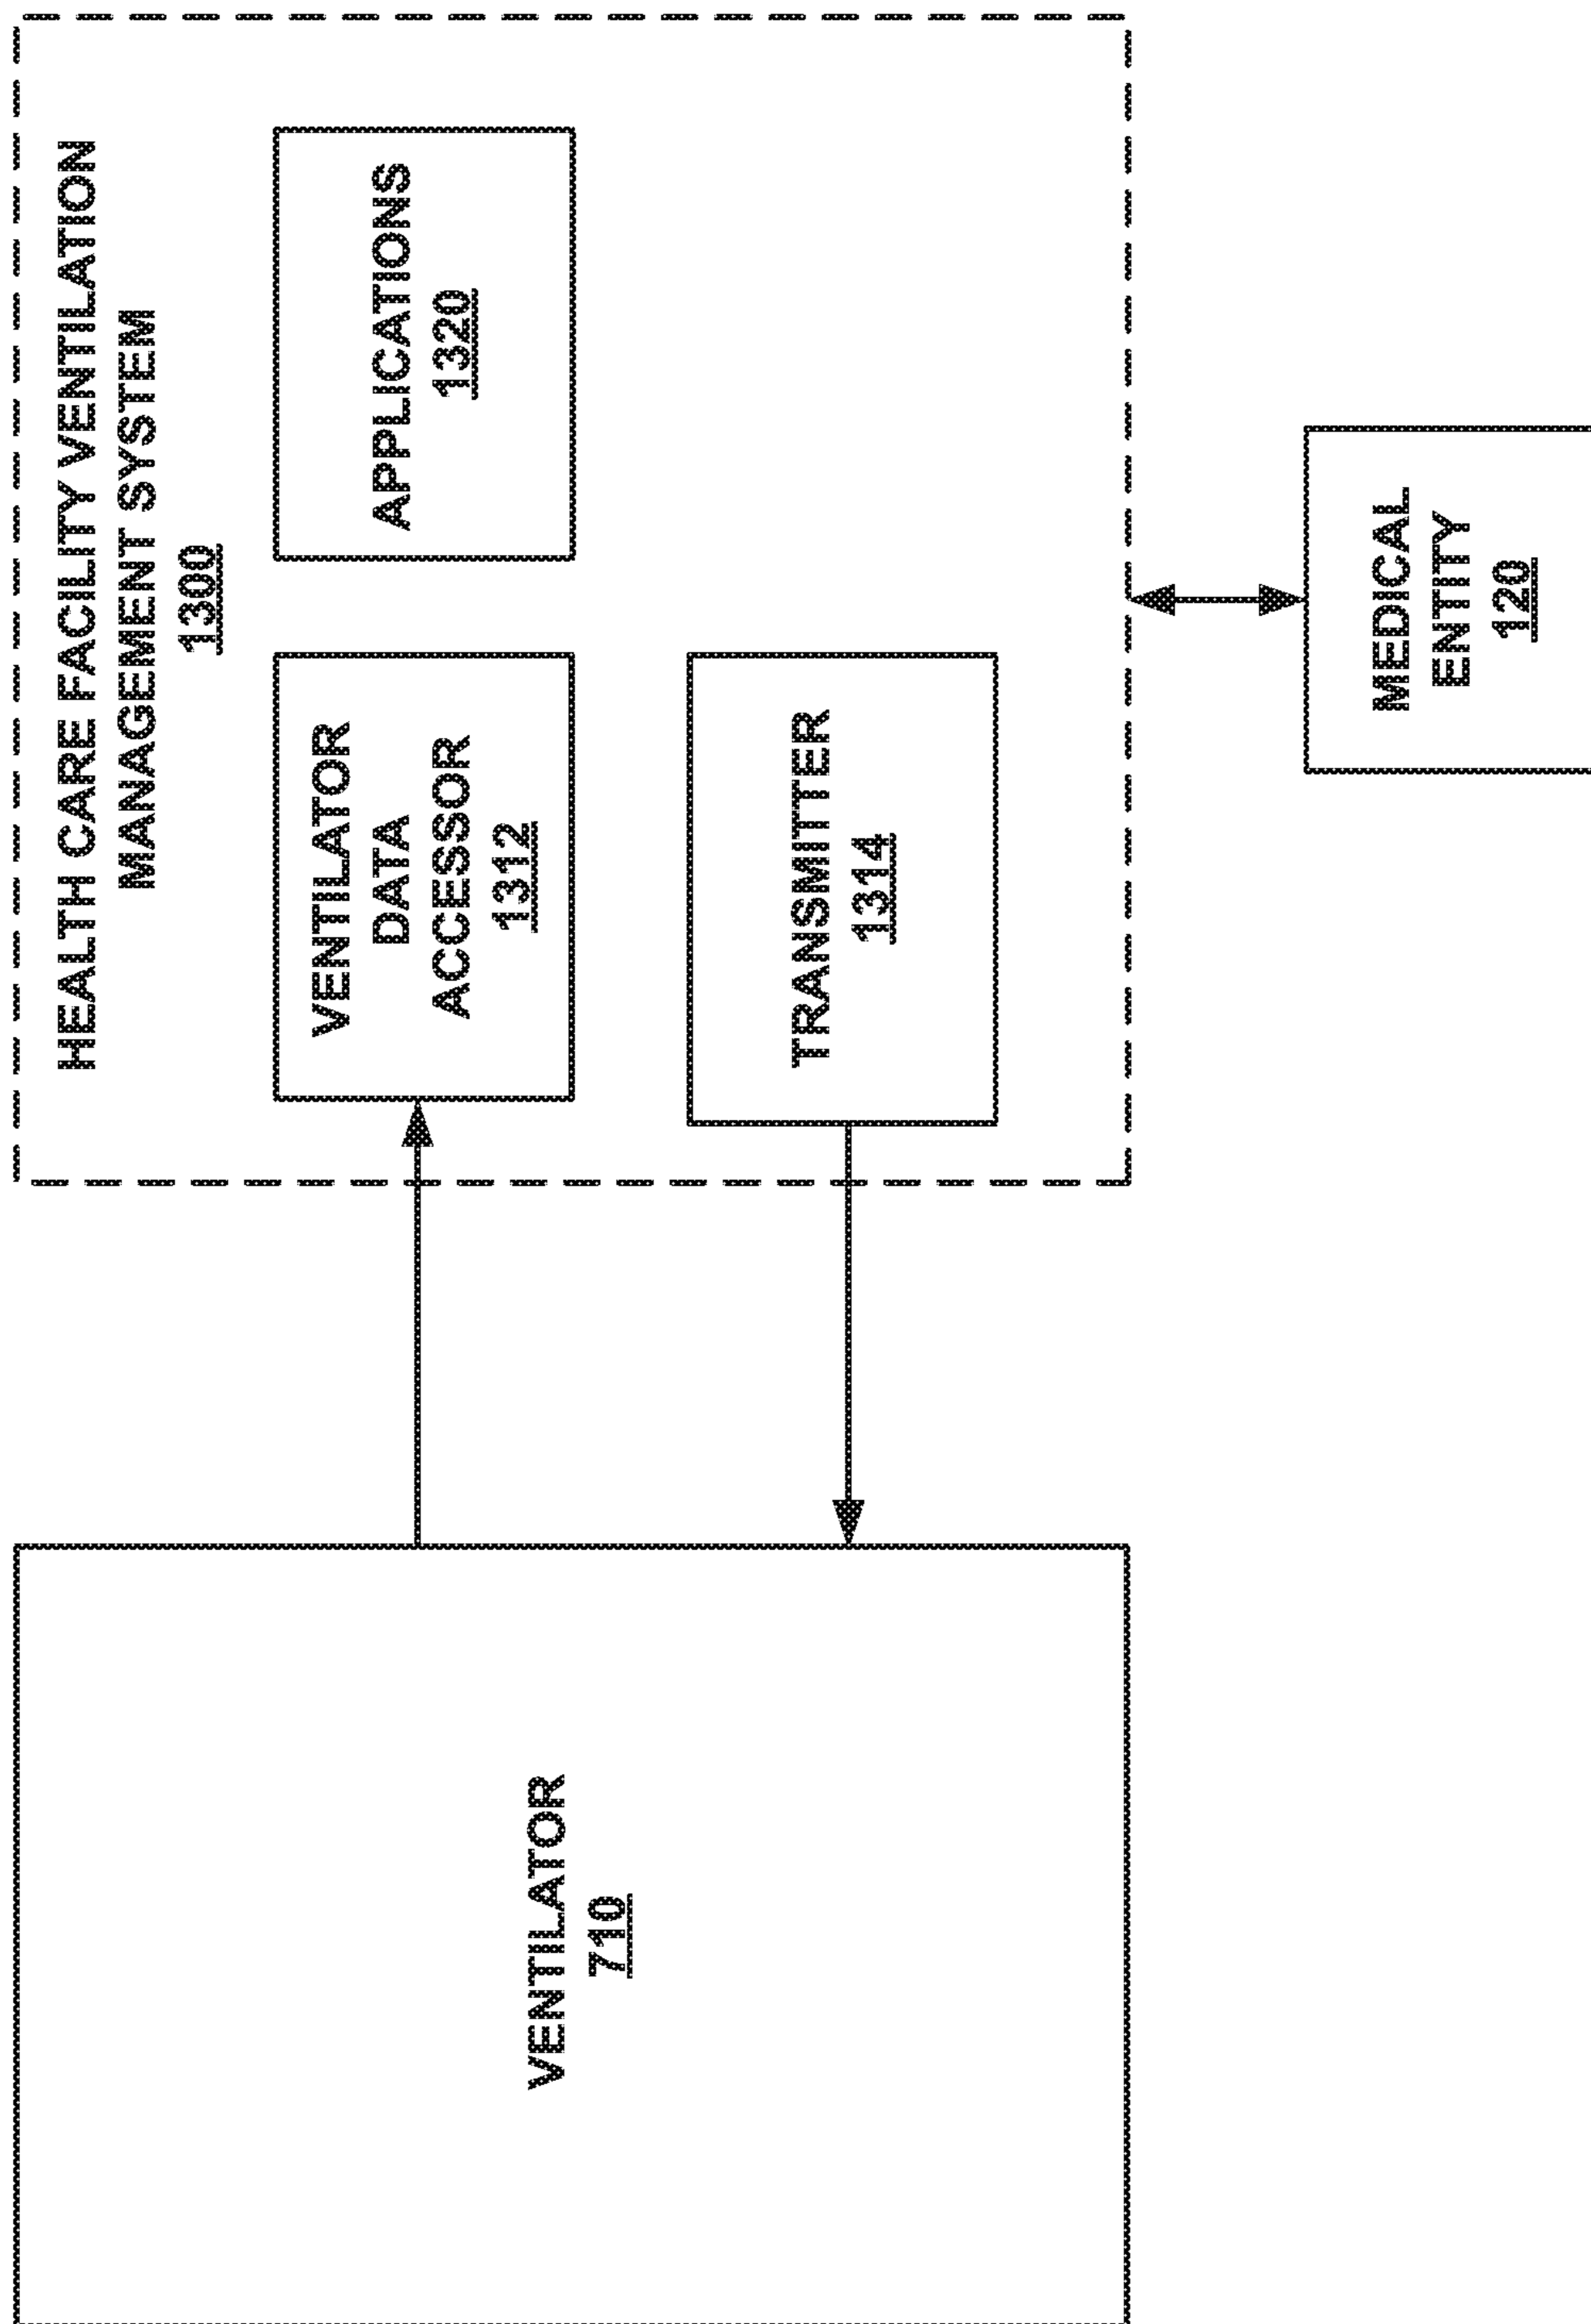 VENTILATOR
710
HEALTH CARE FACILITY VENTILATION
MANAGEMENT SYSTEM
1300
VENTILATOR
DATA
ACCESSOR
1312
APPLICATIONS
1320
TRANSMITTER
1314
MEDICAL
ENTITY
120